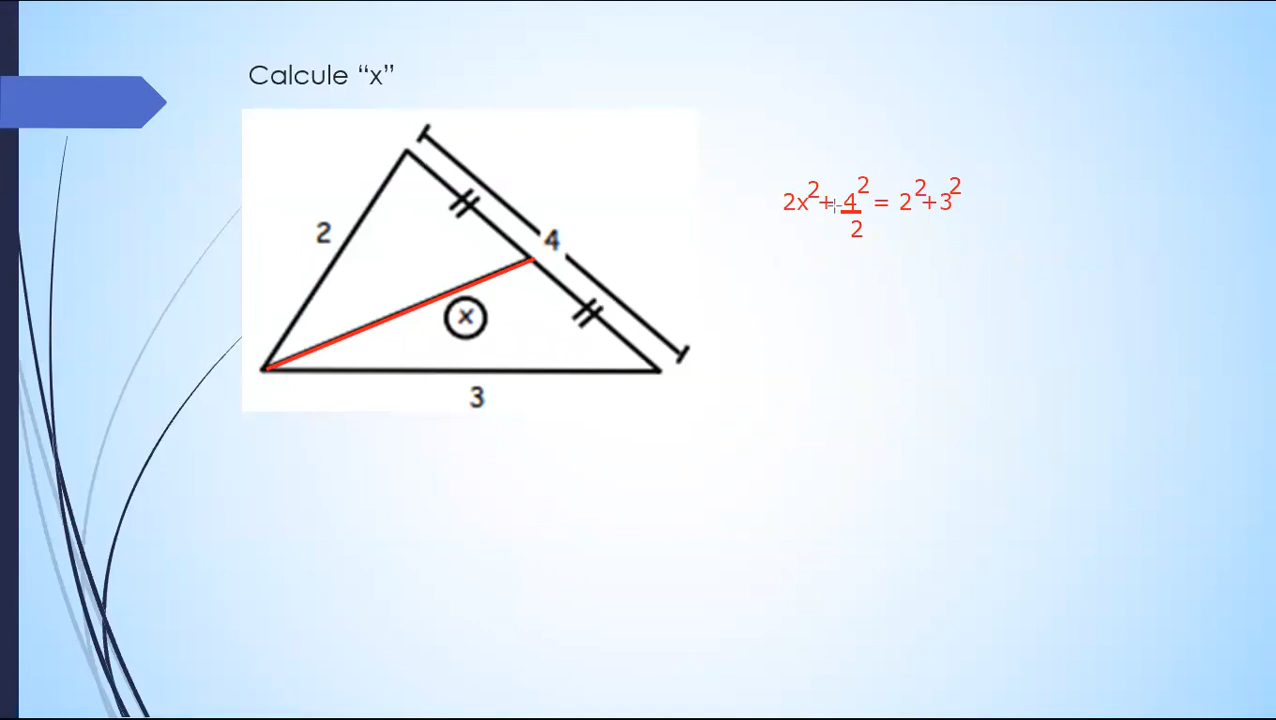 Calcule “x”
2
4
x
3
2x²+4²/2 = 2²+3²